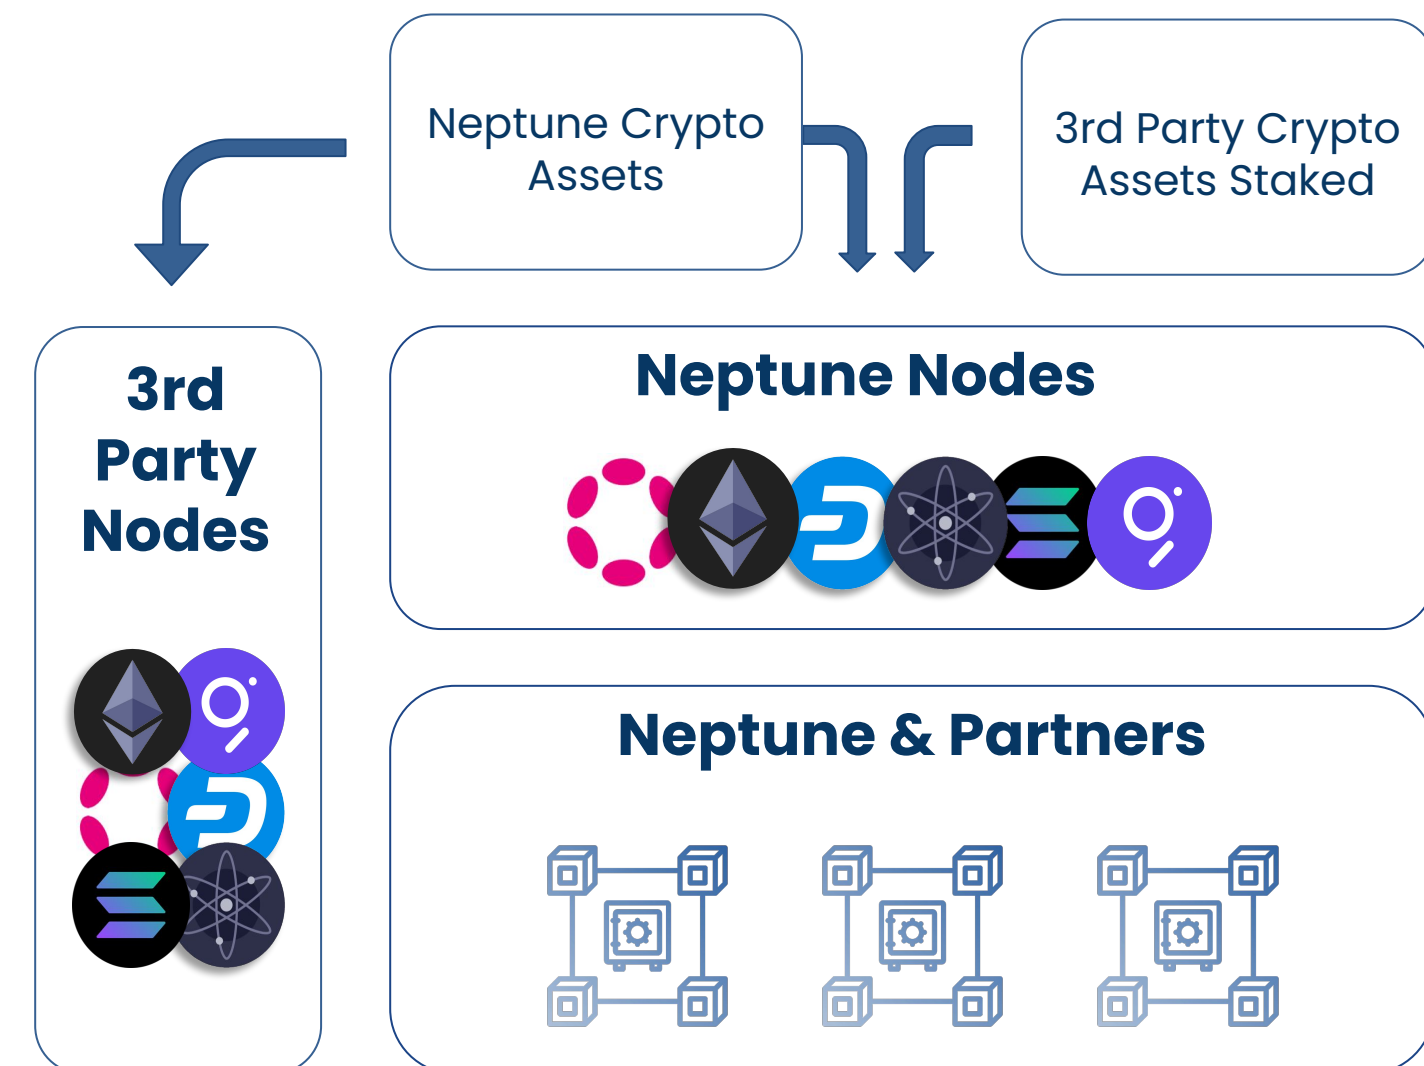 Neptune Crypto
Assets
3rd Party Crypto
Assets Staked
3rd
Party
Nodes
Neptune Nodes
Neptune & Partners